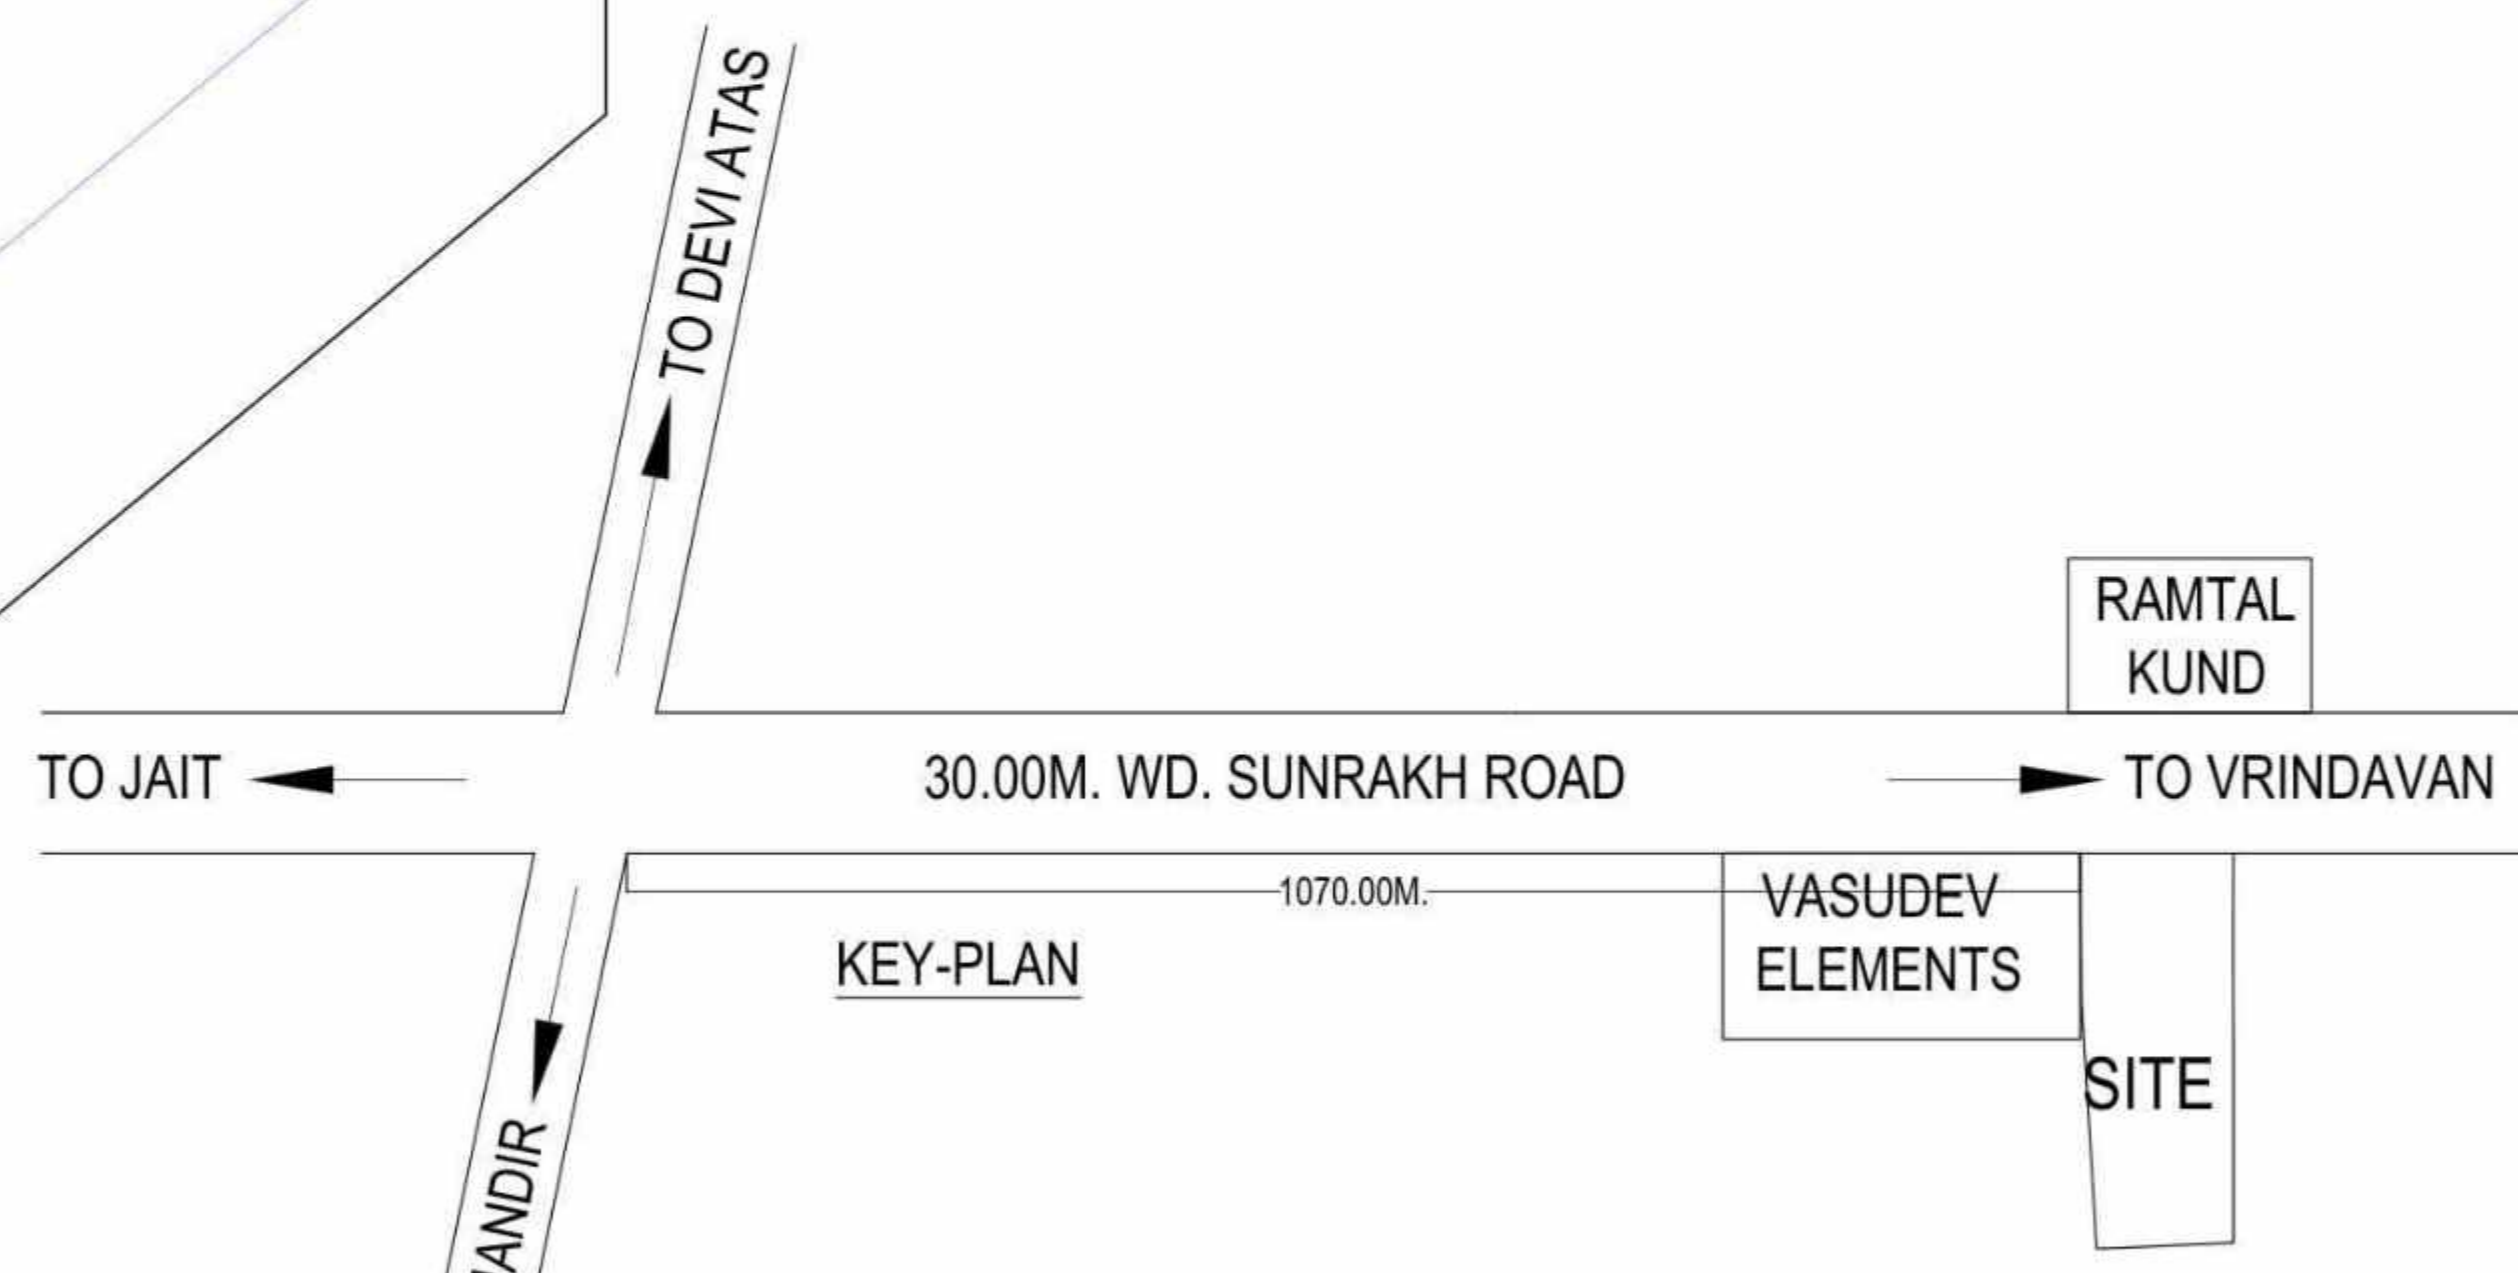 TO DEVI ATAS
RAMTAL
KUND
TO JAIT
30.00M. WD. SUNRAKH ROAD
TO VRINDAVAN
1070.00M.
VASUDEV
ELEMENTS
KEY-PLAN
SITE